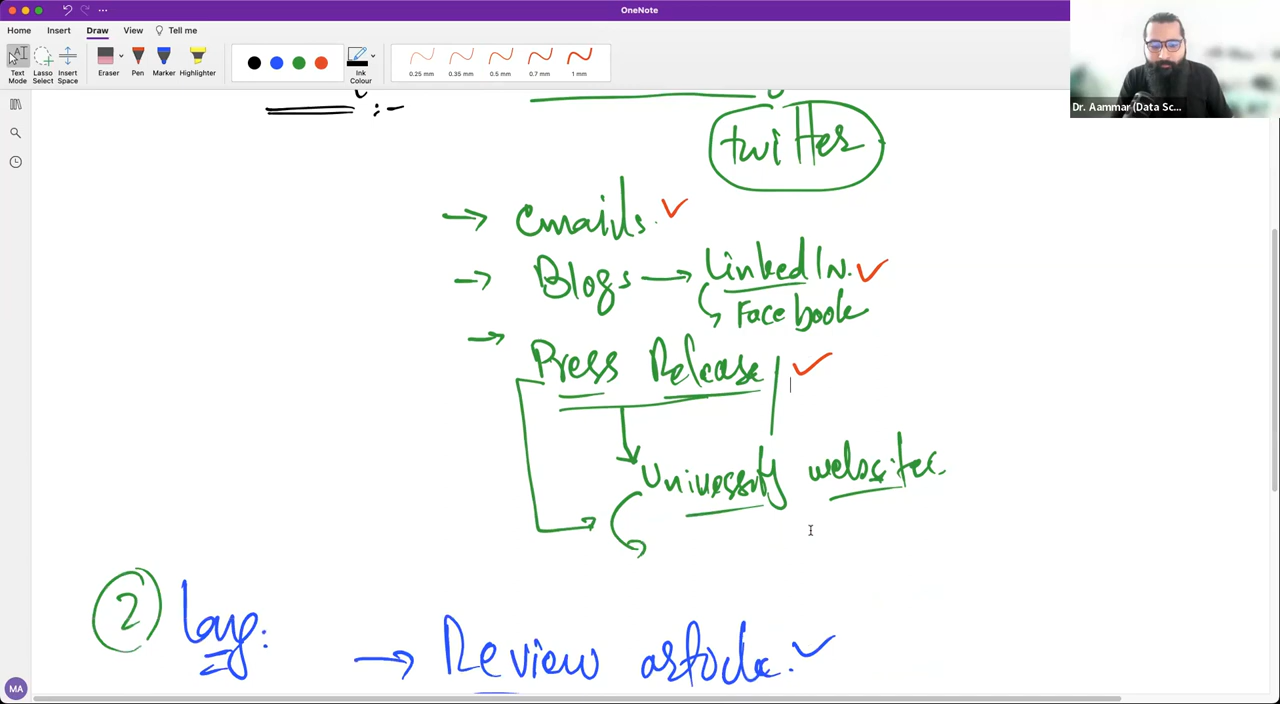 OneNote
Home Insert Draw View Tell me
Text Mode
Lasso Select
Insert Space
Eraser
Pen
Marker
Highlighter
Ink Colour
0.25 mm
0.35 mm
0.5 mm
0.7 mm
1 mm
Dr. Aammar (Data Sc...
:-
twitter
→ Emails. ✓
→ Blogs → LinkedIn. ✓
Facebook
→ Press Release ✓
University websites.
2 Long:
→ Review article. ✓
MA